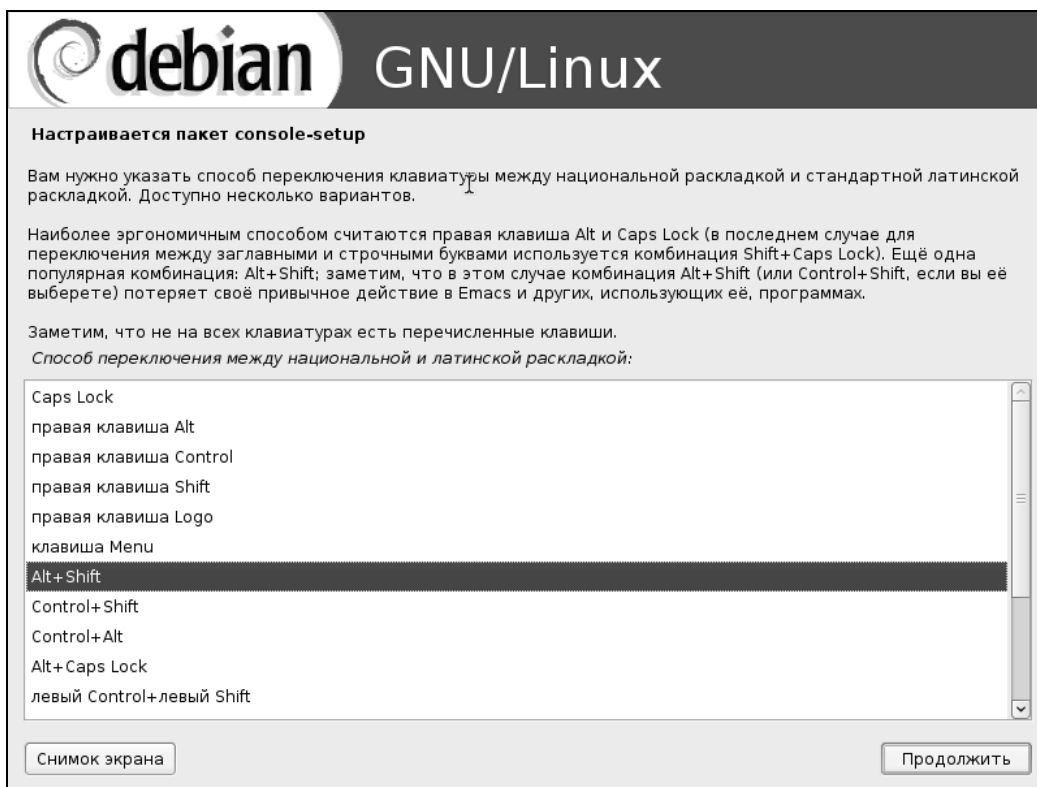 debian GNU/Linux
Настраивается пакет console-setup
Вам нужно указать способ переключения клавиатуры между национальной раскладкой и стандартной латинской
раскладкой. Доступно несколько вариантов.
Наиболее эргономичным способом считаются правая клавиша Alt и Caps Lock (в последнем случае для
переключения между заглавными и строчными буквами используется комбинация Shift+Caps Lock). Ещё одна
популярная комбинация: Alt+Shift; заметим, что в этом случае комбинация Alt+Shift (или Control+Shift, если вы её
выберете) потеряет своё привычное действие в Emacs и других, использующих её, программах.
Заметим, что не на всех клавиатурах есть перечисленные клавиши.
Способ переключения между национальной и латинской раскладкой:
Caps Lock
правая клавиша Alt
правая клавиша Control
правая клавиша Shift
правая клавиша Logo
клавиша Menu
Alt+Shift
Control+Shift
Control+Alt
Alt+Caps Lock
левый Control+левый Shift
Снимок экрана
Продолжить